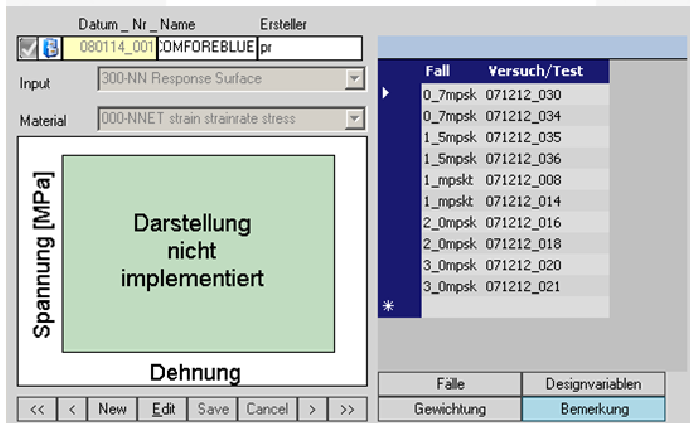 Datum _ Nr _ Name Ersteller
080114_001 COMFOREBLUE pr
Input 300-NN Response Surface
Material 000-NNET strain strainrate stress
Spannung [MPa]
Darstellung
nicht
implementiert
Dehnung
<< < New Edit Save Cancel > >>
Fall Versuch/Test
0_7mpsk 071212_030
0_7mpsk 071212_034
1_5mpsk 071212_035
1_5mpsk 071212_036
1_mpskt 071212_008
1_mpskt 071212_014
2_0mpsk 071212_016
2_0mpsk 071212_018
3_0mpsk 071212_020
3_0mpsk 071212_021
Fälle Designvariablen
Gewichtung Bemerkung